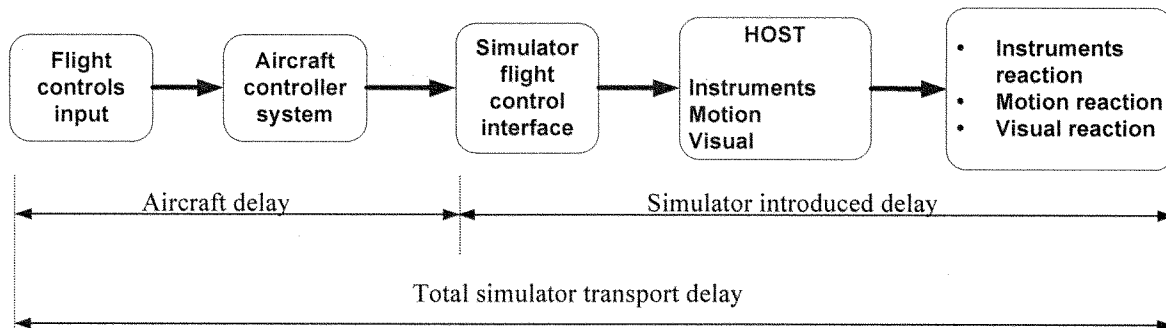 Flight
controls
input
Aircraft
controller
system
Simulator
flight
control
interface
HOST
Instruments
Motion
Visual
• Instruments
reaction
• Motion reaction
• Visual reaction
Aircraft delay
Simulator introduced delay
Total simulator transport delay